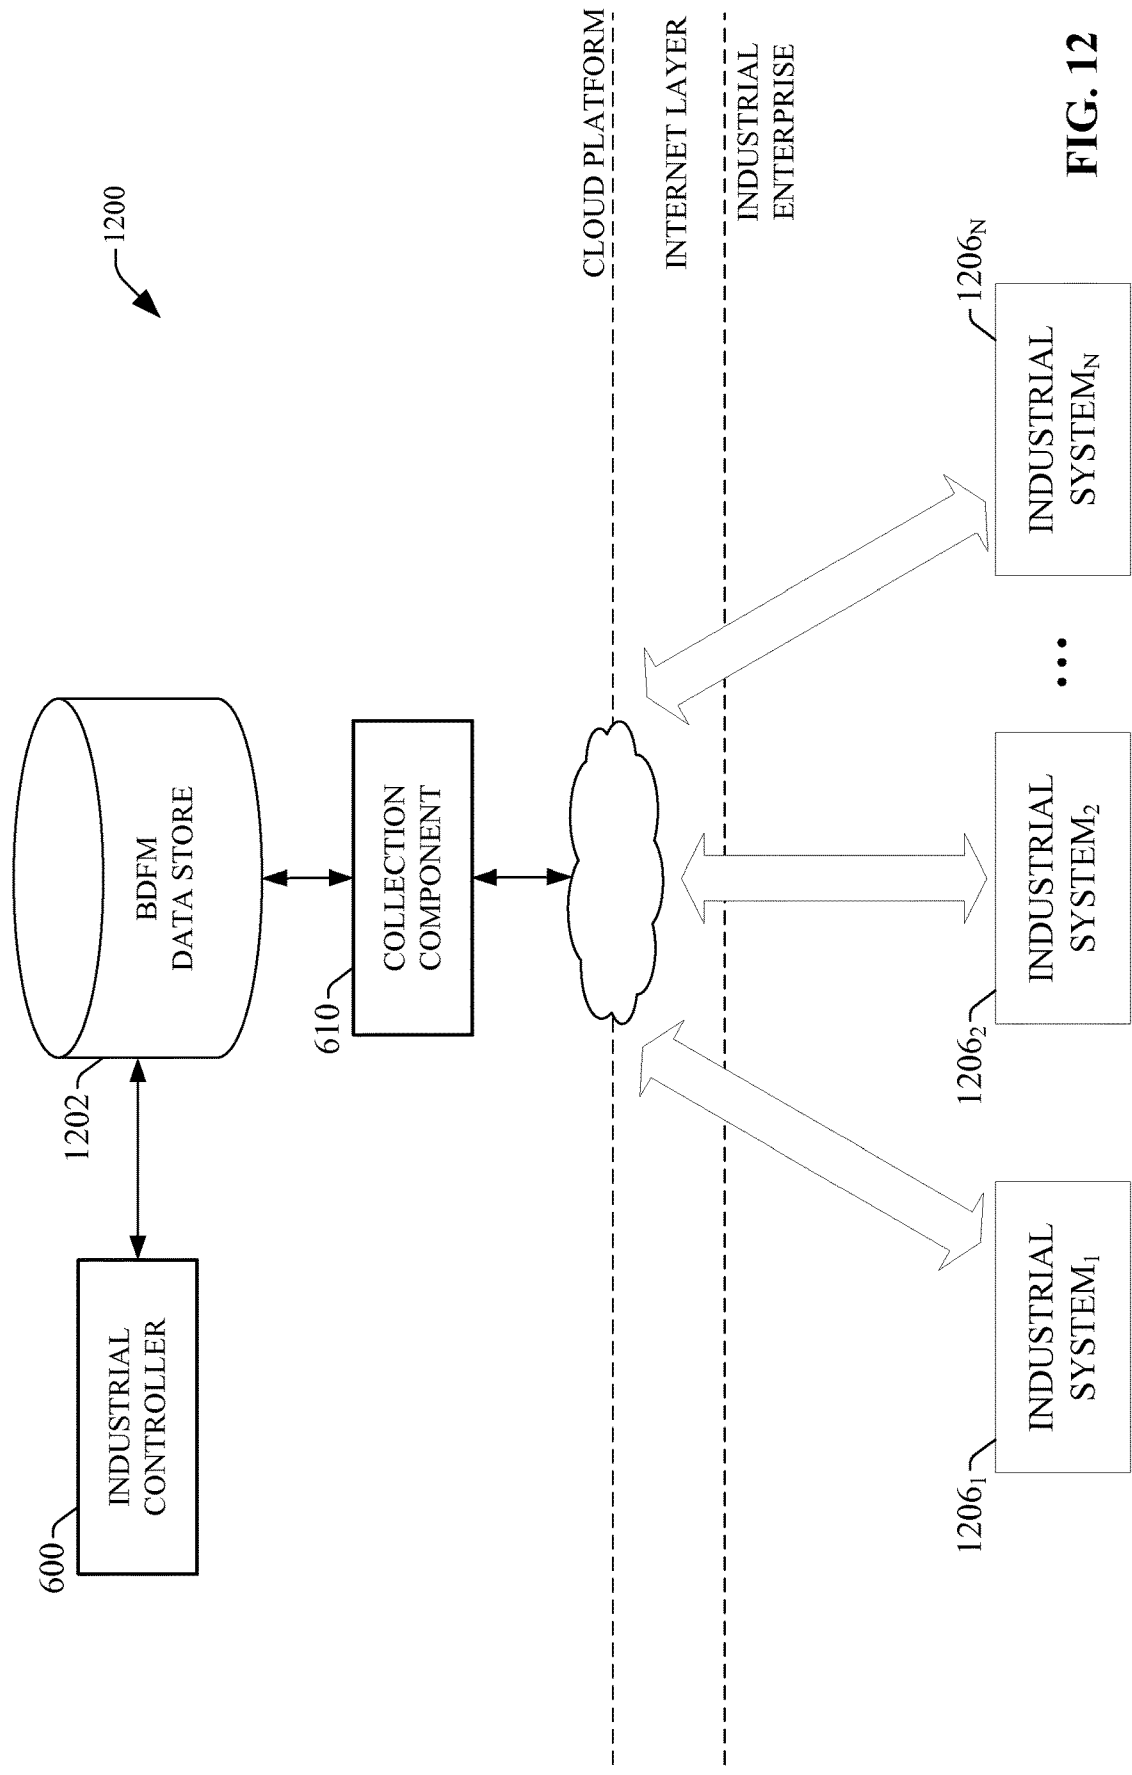 1200
BDFM
DATA STORE
1202
INDUSTRIAL
CONTROLLER
600
COLLECTION
COMPONENT
610
CLOUD PLATFORM
INTERNET LAYER
INDUSTRIAL
ENTERPRISE
INDUSTRIAL
SYSTEM₁
1206₁
INDUSTRIAL
SYSTEM₂
1206₂
...
INDUSTRIAL
SYSTEMN
1206N
FIG. 12